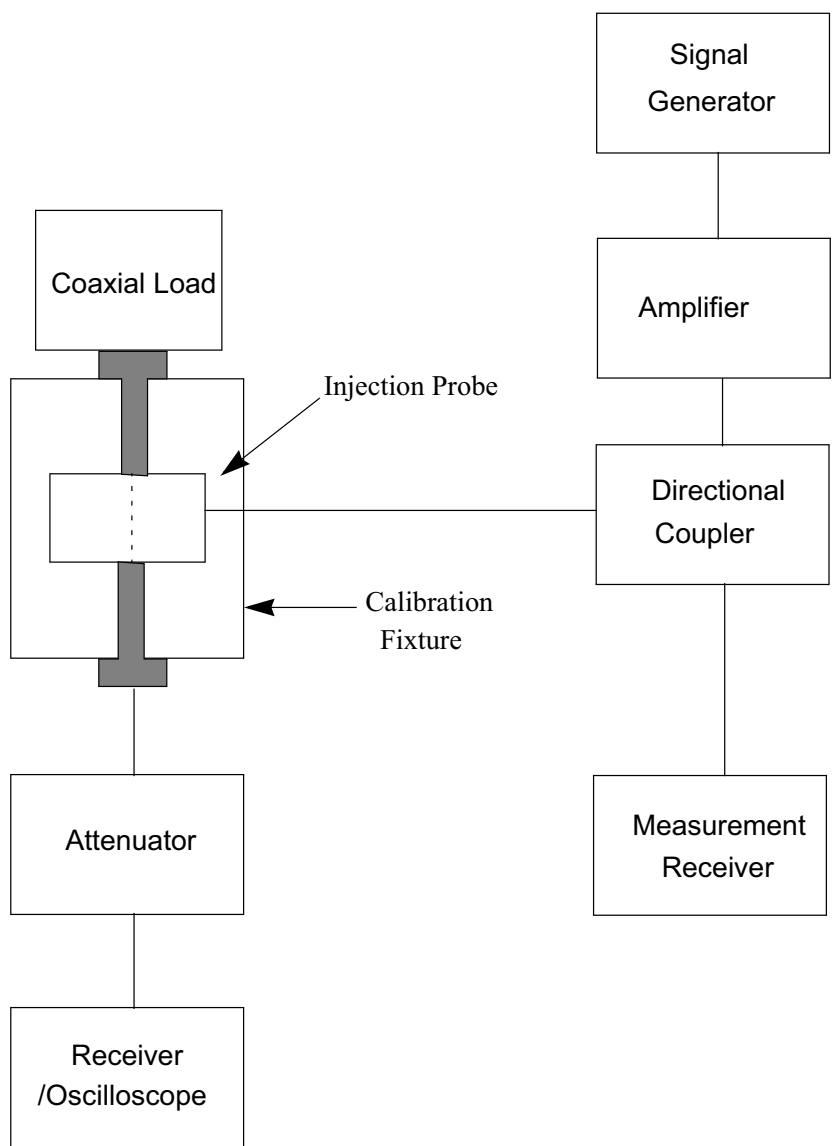 Signal
Generator
Coaxial Load
Amplifier
Injection Probe
Directional
Coupler
Calibration
Fixture
Attenuator
Measurement
Receiver
Receiver
/Oscilloscope